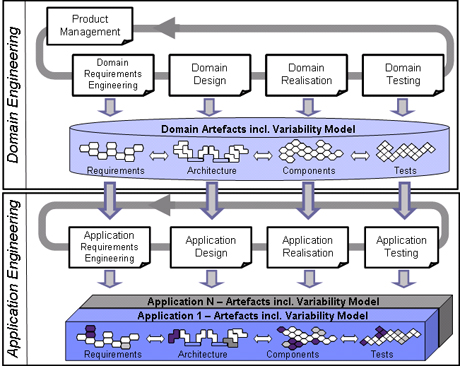 Domain Engineering
Product
Management
Domain
Requirements
Engineering
Domain
Design
Domain
Realisation
Domain
Testing
Domain Artefacts incl. Variability Model
Requirements
Architecture
Components
Tests
Application Engineering
Application
Requirements
Engineering
Application
Design
Application
Realisation
Application
Testing
Application N – Artefacts incl. Variability Model
Application 1 – Artefacts incl. Variability Model
Requirements
Architecture
Components
Tests